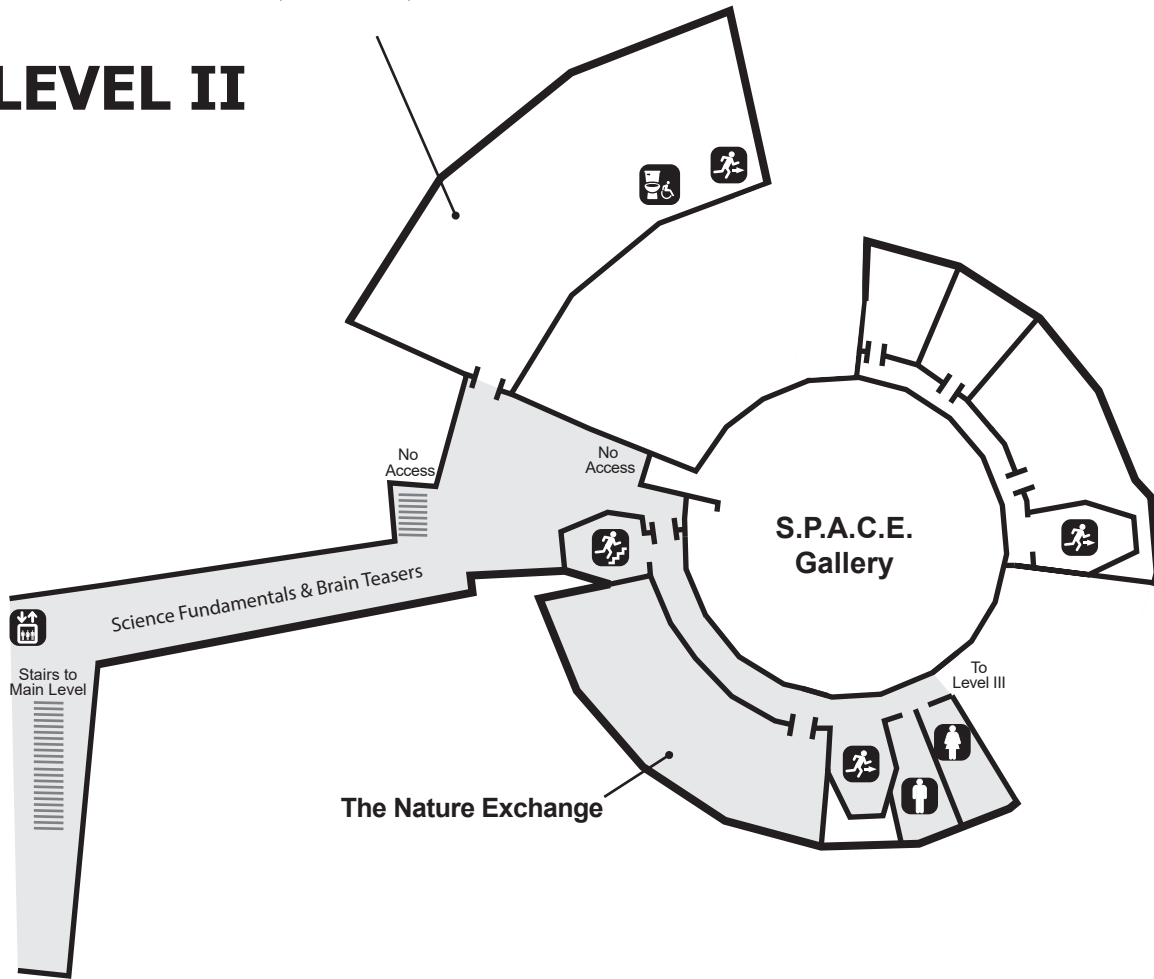 LEVEL II
No
Access
No
Access
S.P.A.C.E.
Gallery
Science Fundamentals & Brain Teasers
Stairs to
Main Level
To
Level III
The Nature Exchange